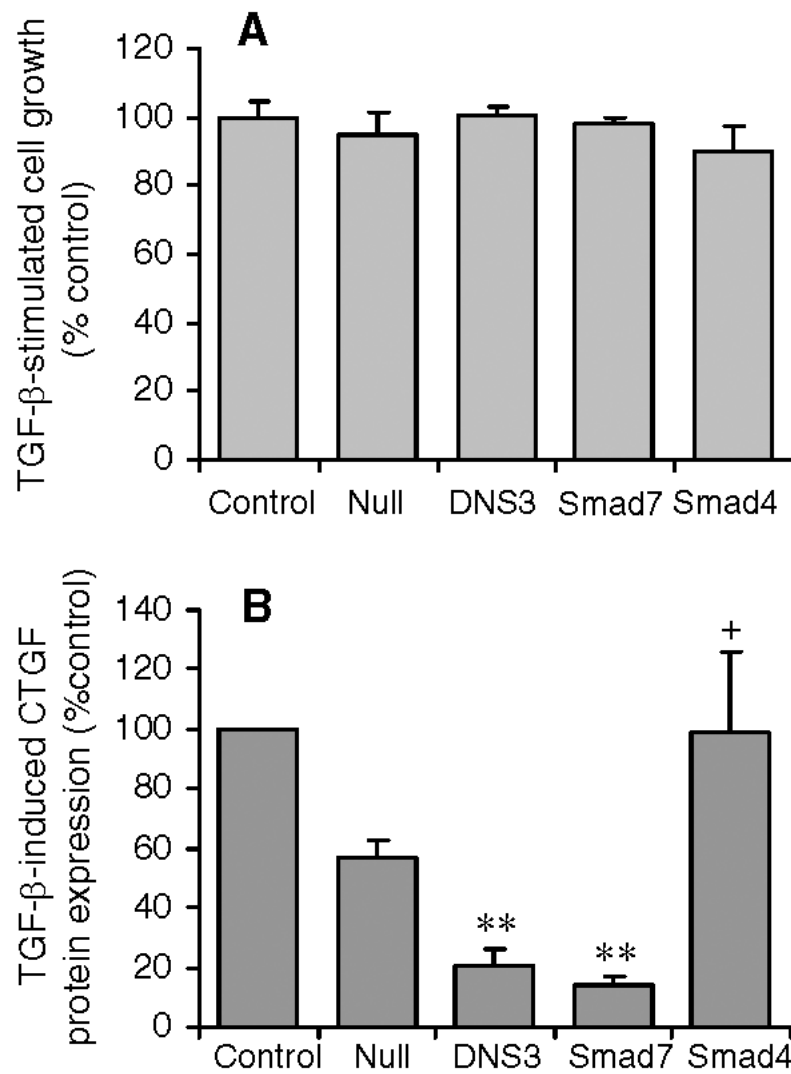 A
TGF-β-stimulated cell growth
(% control)
120
100
80
60
40
20
0
Control Null DNS3 Smad7 Smad4
B
TGF-β-induced CTGF
protein expression (%control)
140
120
100
80
60
40
20
0
+
**
**
Control Null DNS3 Smad7 Smad4